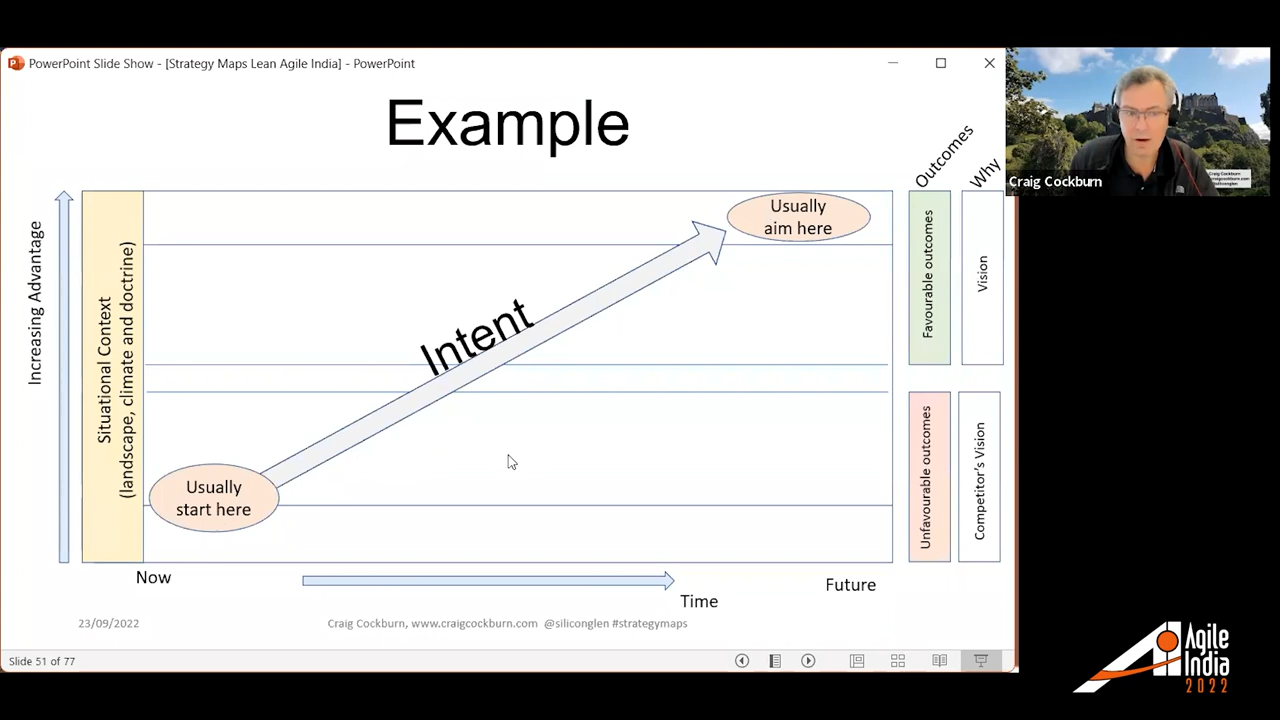 PowerPoint Slide Show - [Strategy Maps Lean Agile India] - PowerPoint
Example
Outcomes
Why
Craig Cockburn
Craig Cockburn
Increasing Advantage
Situational Context
(landscape, climate and doctrine)
Usually
aim here
Intent
Usually
start here
Favourable outcomes
Vision
Unfavourable outcomes
Competitor's Vision
Now
Time
Future
23/09/2022
Craig Cockburn, www.craigcockburn.com @siliconglen #strategymaps
Slide 51 of 77
Agile
India
2022